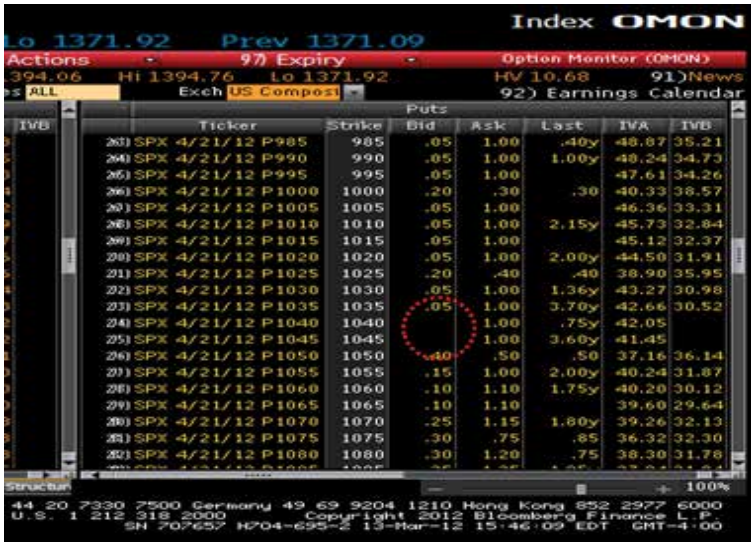 Index OMON
Lo 1371.92 Prev 1371.09
Actions 97) Expiry Option Monitor (OMON)
394.06 Hi 1394.76 Lo 1371.92 HV 10.68 91)News
s ALL Exch US Composi 92) Earnings Calendar
Puts
IVB Ticker Strike Bid Ask Last IVA IVB
263) SPX 4/21/12 P985 985 .05 1.00 .40y 48.87 35.21
264) SPX 4/21/12 P990 990 .05 1.00 1.00y 48.24 34.73
265) SPX 4/21/12 P995 995 .05 1.00 47.61 34.26
266) SPX 4/21/12 P1000 1000 .20 .30 .30 40.33 38.57
267) SPX 4/21/12 P1005 1005 .05 1.00 46.36 33.31
268) SPX 4/21/12 P1010 1010 .05 1.00 2.15y 45.73 32.84
269) SPX 4/21/12 P1015 1015 .05 1.00 45.12 32.37
270) SPX 4/21/12 P1020 1020 .05 1.00 2.00y 44.50 31.91
271) SPX 4/21/12 P1025 1025 .20 .40 .40 38.90 35.95
272) SPX 4/21/12 P1030 1030 .05 1.00 1.36y 43.27 30.98
273) SPX 4/21/12 P1035 1035 .05 1.00 3.70y 42.66 30.52
274) SPX 4/21/12 P1040 1040 1.00 .75y 42.05
275) SPX 4/21/12 P1045 1045 1.00 3.60y 41.45
276) SPX 4/21/12 P1050 1050 .40 .50 .50 37.16 36.14
277) SPX 4/21/12 P1055 1055 .15 1.00 2.00y 40.24 31.87
278) SPX 4/21/12 P1060 1060 .10 1.10 1.75y 40.20 30.12
279) SPX 4/21/12 P1065 1065 .10 1.10 39.60 29.64
280) SPX 4/21/12 P1070 1070 .25 1.15 1.80y 39.26 32.13
281) SPX 4/21/12 P1075 1075 .30 .75 .85 36.32 32.30
282) SPX 4/21/12 P1080 1080 .30 1.20 .75 38.30 31.78
Structur 100%
44 20 7330 7500 Germany 49 69 9204 1210 Hong Kong 852 2977 6000
U.S. 1 212 318 2000 Copyright 2012 Bloomberg Finance L.P.
SN 707657 H704-695-2 13-Mar-12 15:46:09 EDT GMT-4:00